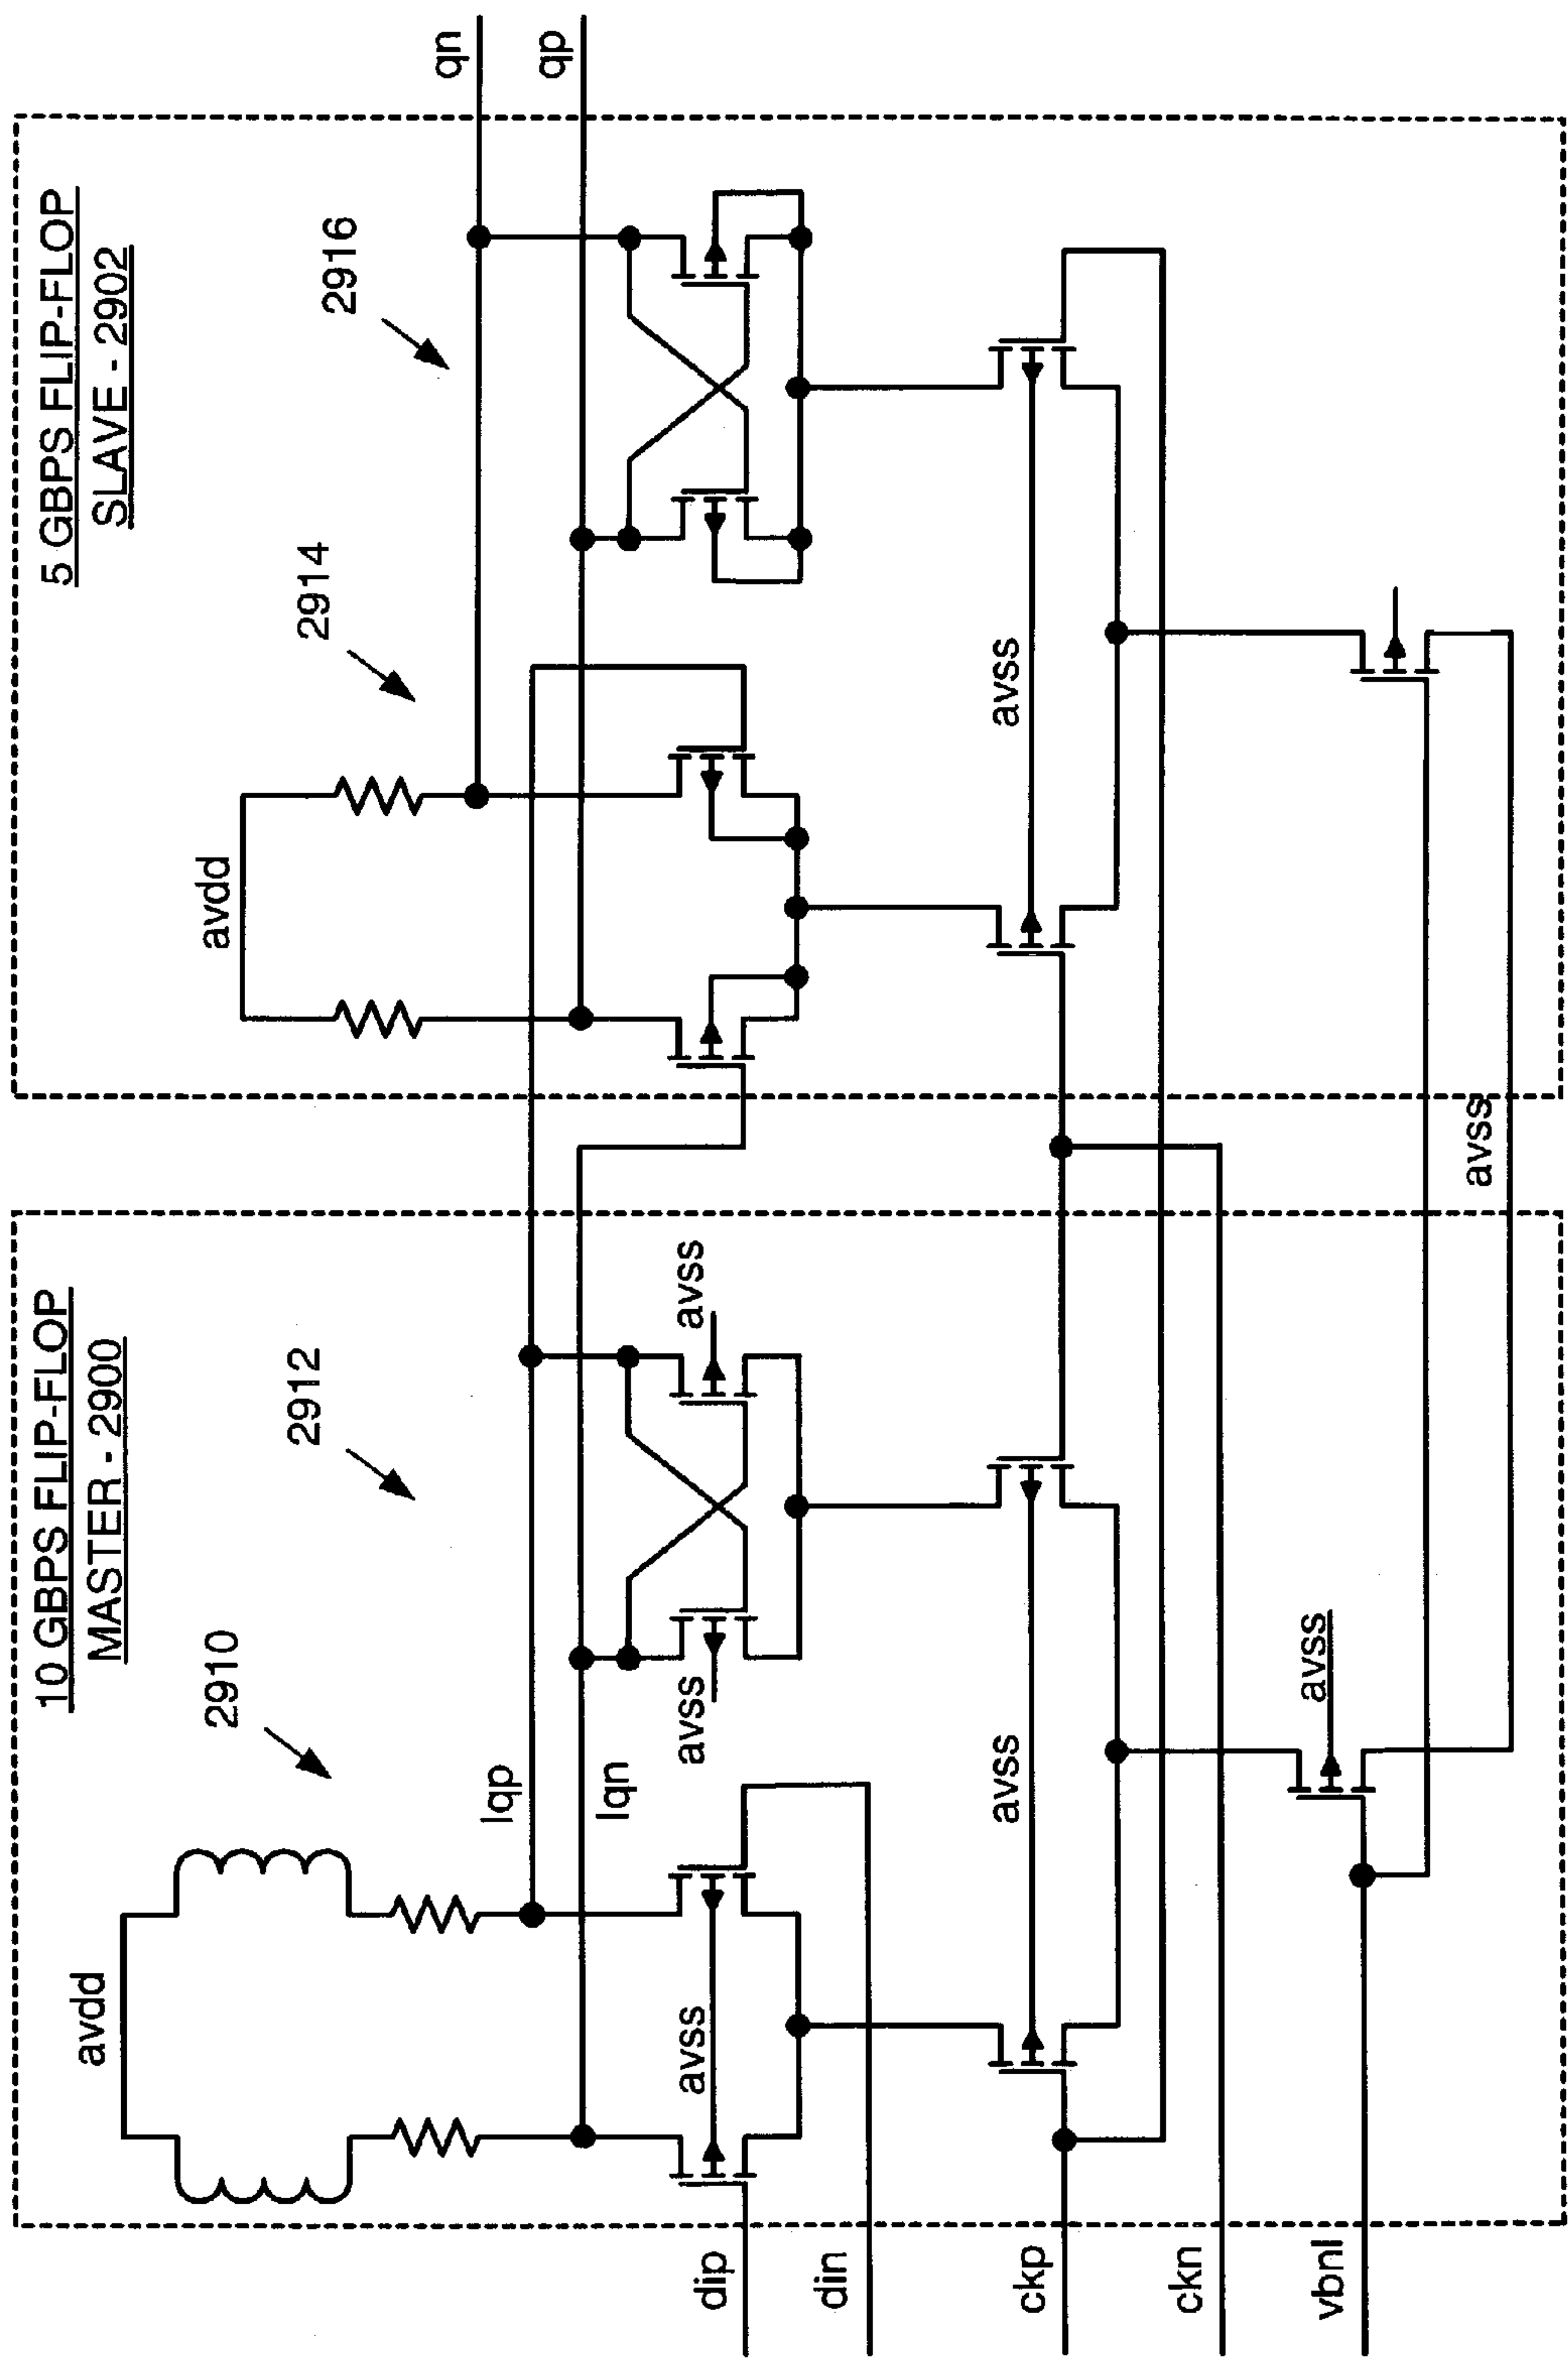 10 GBPS FLIP-FLOP
MASTER - 2900
5 GBPS FLIP-FLOP
SLAVE - 2902
avdd
2910
2912
avdd
2914
2916
qn
qp
lqp
lqn
avss
avss
avss
avss
avss
avss
avss
dip
din
ckp
ckn
vbnl